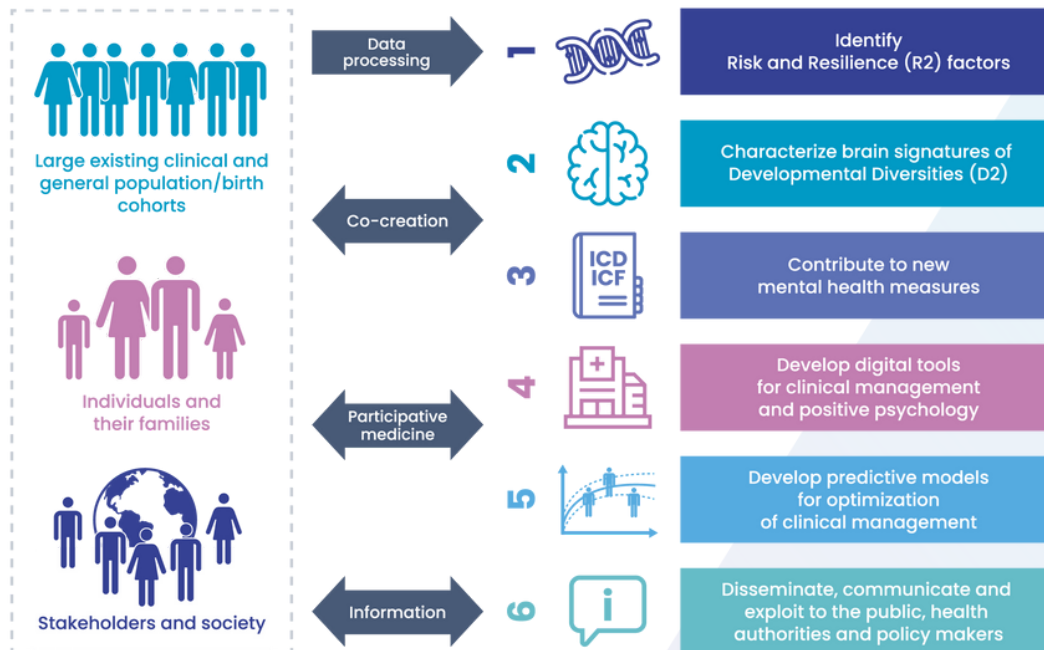 Large existing clinical and
general population/birth
cohorts
Individuals and
their families
Stakeholders and society
Data
processing
Co-creation
Participative
medicine
Information
1
Identify
Risk and Resilience (R2) factors
2
Characterize brain signatures of
Developmental Diversities (D2)
3
ICD
ICF
Contribute to new
mental health measures
4
Develop digital tools
for clinical management
and positive psychology
5
Develop predictive models
for optimization
of clinical management
6
i
Disseminate, communicate and
exploit to the public, health
authorities and policy makers